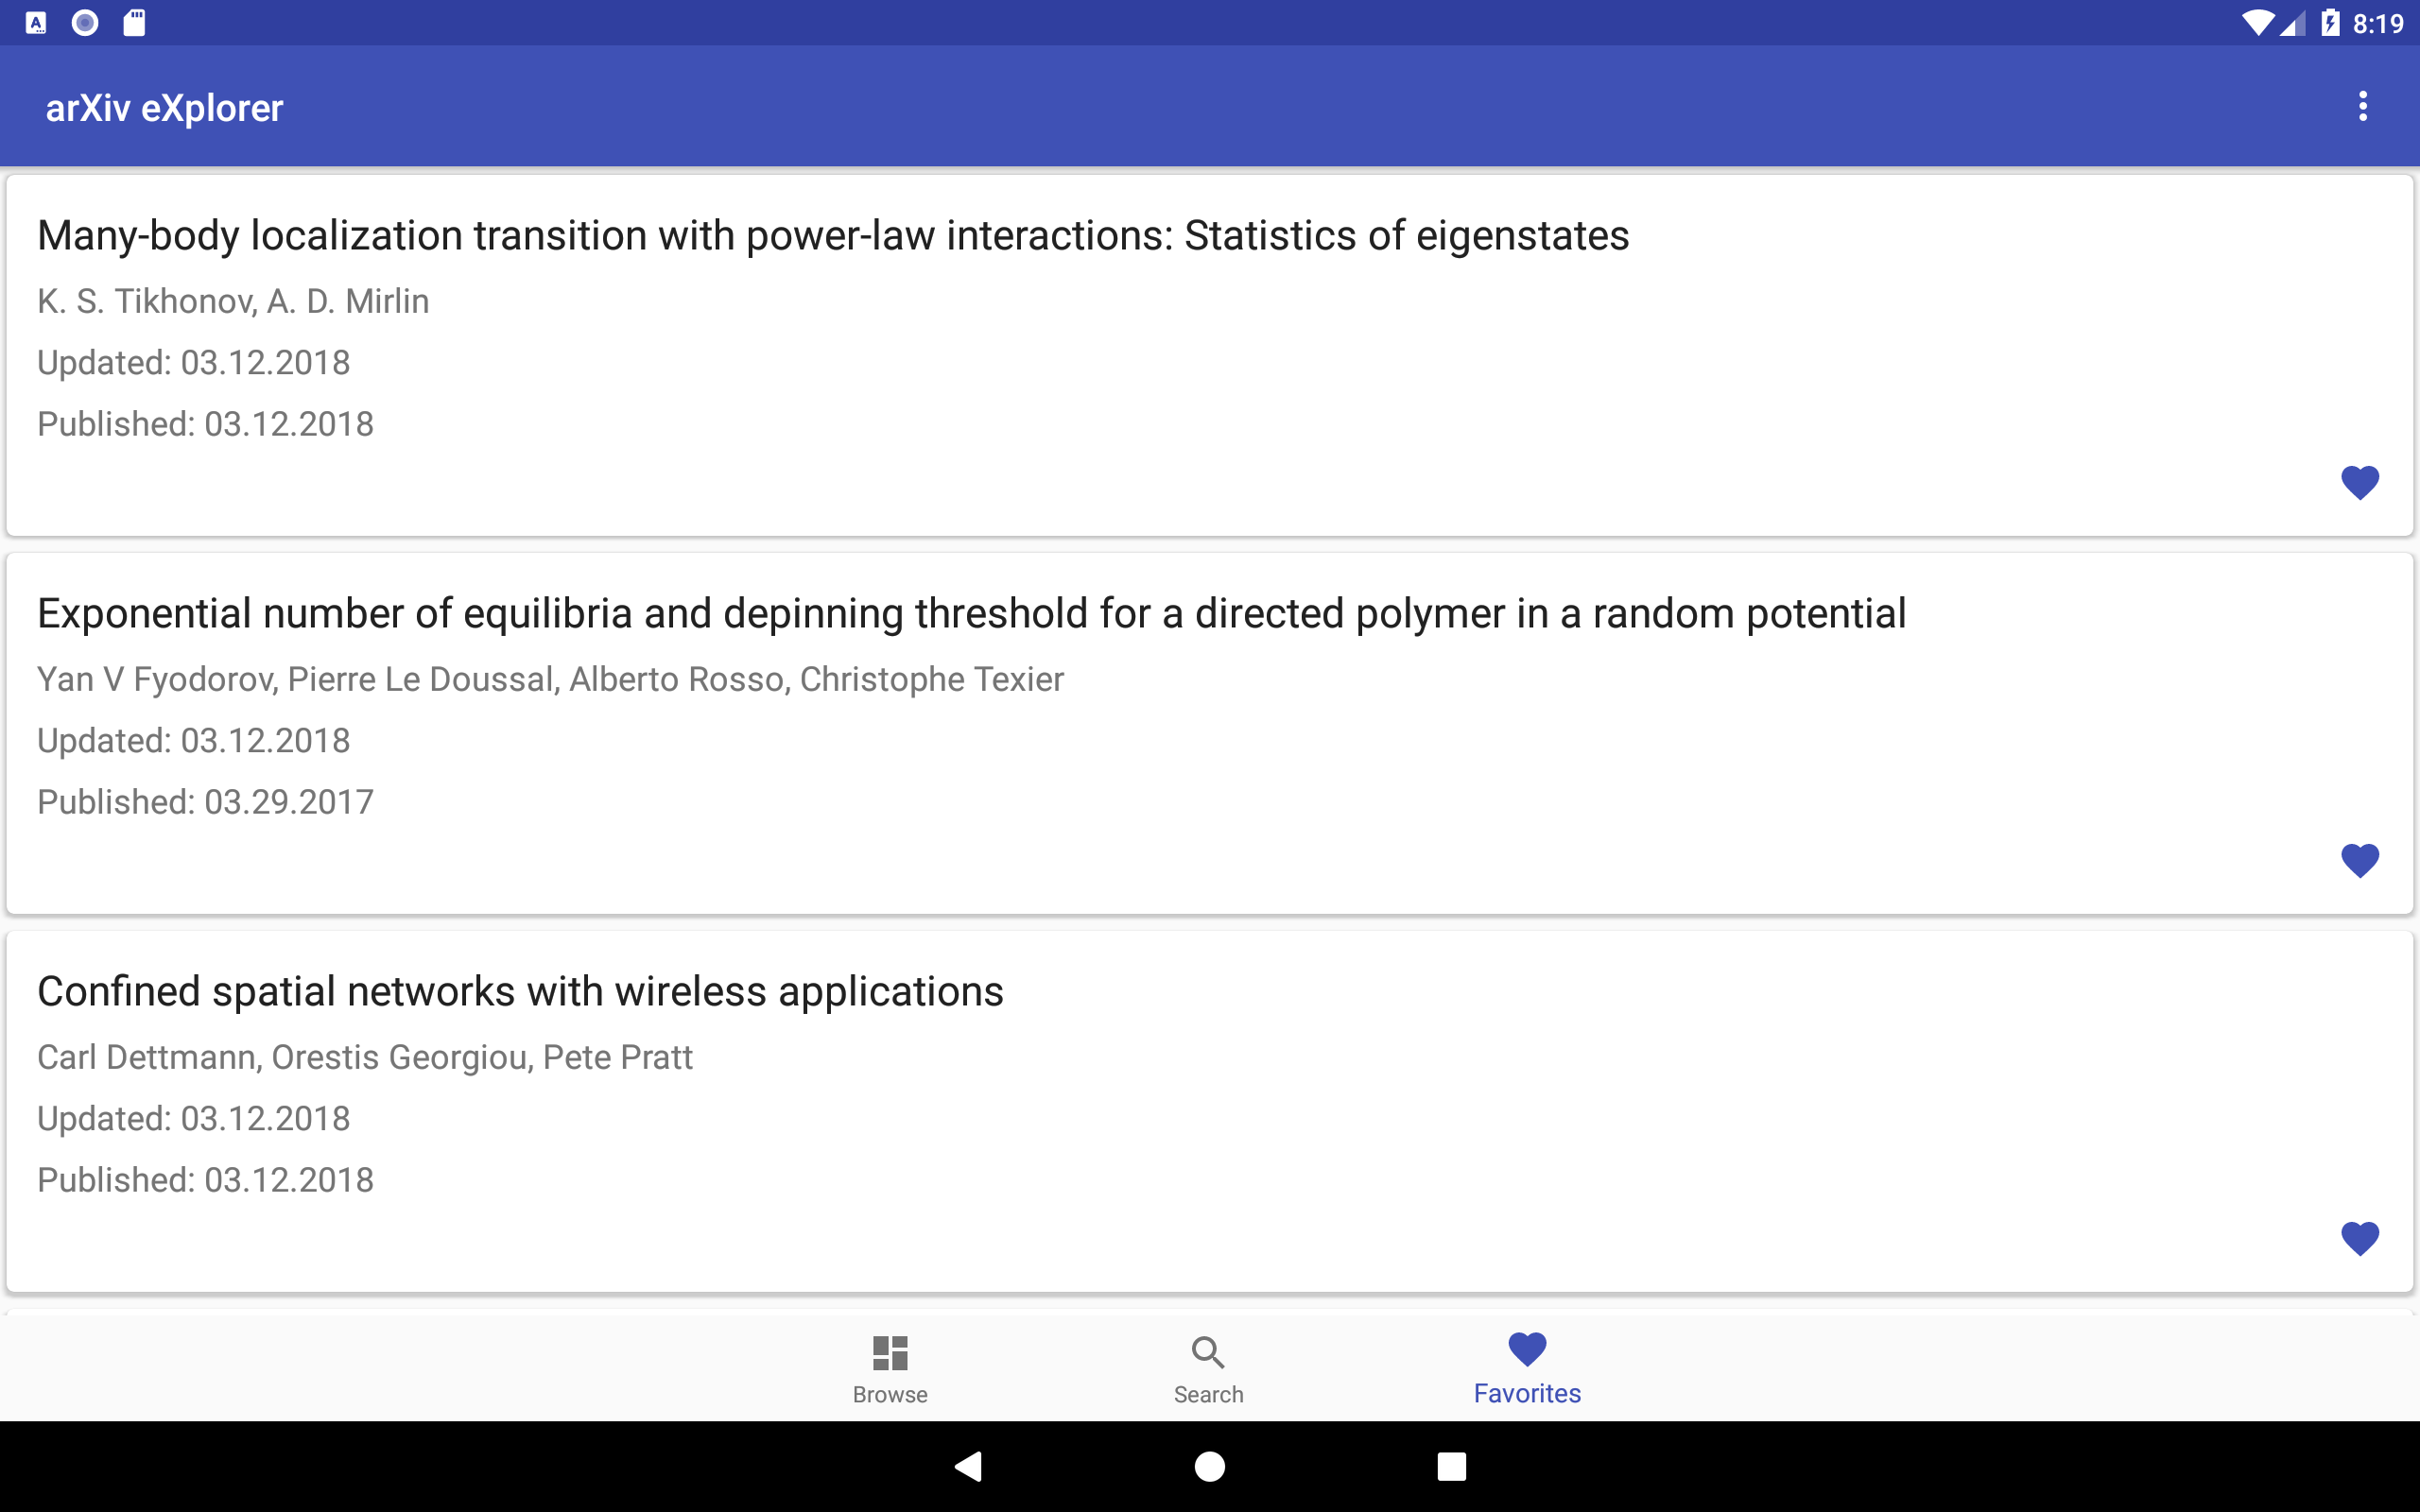 8:19
arXiv eXplorer
Many-body localization transition with power-law interactions: Statistics of eigenstates
K. S. Tikhonov, A. D. Mirlin
Updated: 03.12.2018
Published: 03.12.2018
Exponential number of equilibria and depinning threshold for a directed polymer in a random potential
Yan V Fyodorov, Pierre Le Doussal, Alberto Rosso, Christophe Texier
Updated: 03.12.2018
Published: 03.29.2017
Confined spatial networks with wireless applications
Carl Dettmann, Orestis Georgiou, Pete Pratt
Updated: 03.12.2018
Published: 03.12.2018
Browse
Search
Favorites